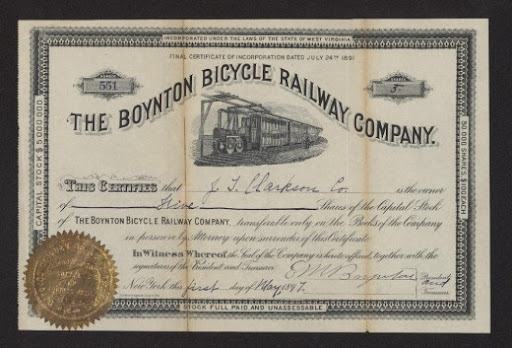 INCORPORATED UNDER THE LAWS OF THE STATE OF WEST VIRGINIA
FINAL CERTIFICATE OF INCORPORATION DATED JULY 24TH 1891
NUMBER
551
SHARES
5
THE BOYNTON BICYCLE RAILWAY COMPANY.
CAPITAL STOCK $5,000,000
50,000 SHARES $100 EACH
THIS CERTIFIES that J. T. Clarkson Co. is the owner
of Five Shares of the Capital Stock
of THE BOYNTON BICYCLE RAILWAY COMPANY, transferable only on the Books of the Company
in person or by Attorney upon surrender of this Certificate.
In Witness Whereof the Seal of the Company is hereto affixed, together with the
signatures of the President and Treasurer.
President
and
Treasurer
New York this first day of May 1897.
STOCK FULL PAID AND UNASSESSABLE